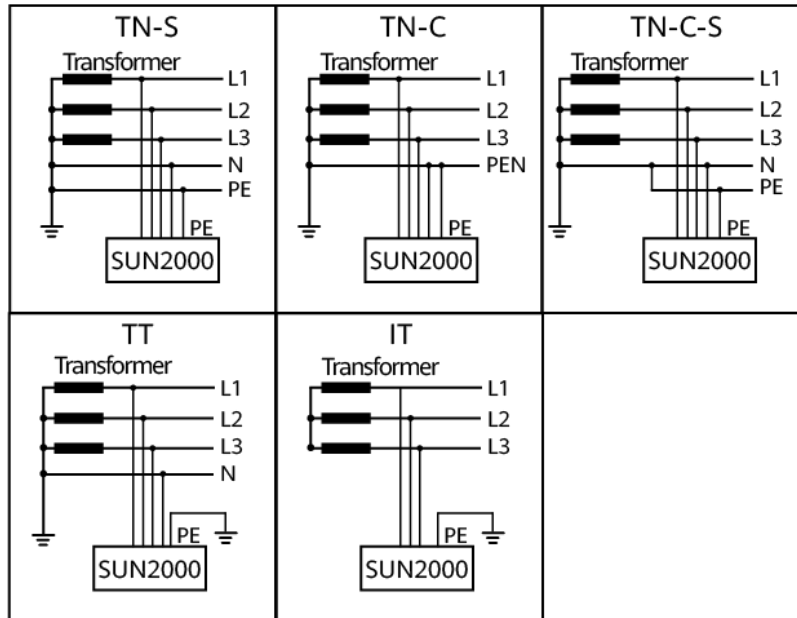 TN-S
Transformer
L1
L2
L3
N
PE
PE
SUN2000
TN-C
Transformer
L1
L2
L3
PEN
PE
SUN2000
TN-C-S
Transformer
L1
L2
L3
N
PE
PE
SUN2000
TT
Transformer
L1
L2
L3
N
PE
SUN2000
IT
Transformer
L1
L2
L3
PE
SUN2000